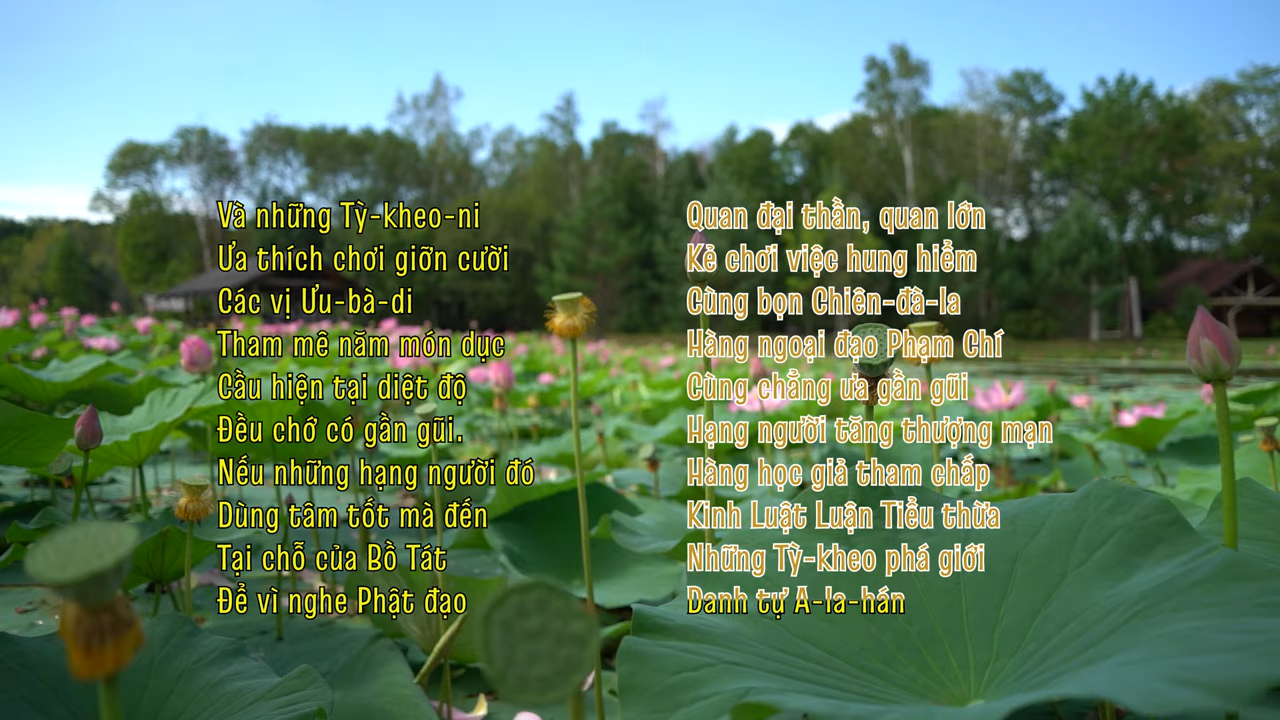 Và những Tỳ-kheo-ni
Ưa thích chơi giỡn cười
Các vị Ưu-bà-di
Tham mê năm món dục
Cầu hiện tại diệt độ
Đều chớ có gần gũi.
Nếu những hạng người đó
Dùng tâm tốt mà đến
Tại chỗ của Bồ Tát
Để vì nghe Phật đạo
Quan đại thần, quan lớn
Kẻ chơi việc hung hiểm
Cùng bọn Chiên-đà-la
Hàng ngoại đạo Phạm Chí
Cùng chẳng ưa gần gũi
Hạng người tăng thượng mạn
Hàng học giả tham chấp
Kinh Luật Luận Tiểu thừa
Những Tỳ-kheo phá giới
Danh tự A-la-hán